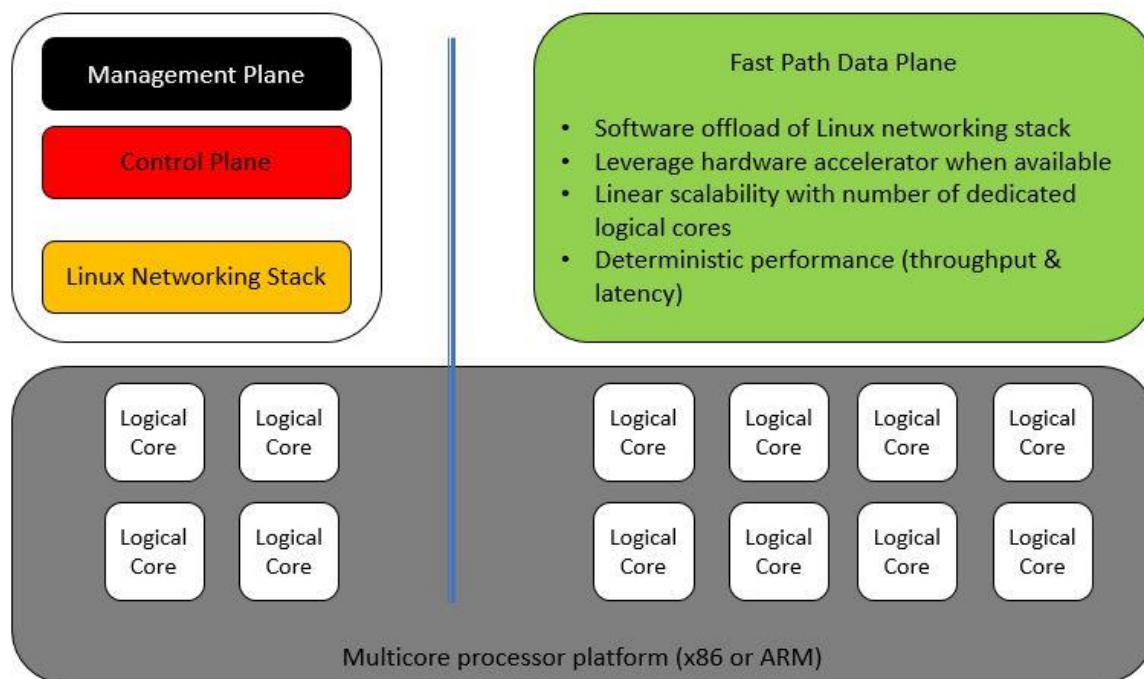 Management Plane
Control Plane
Linux Networking Stack
Fast Path Data Plane
• Software offload of Linux networking stack
• Leverage hardware accelerator when available
• Linear scalability with number of dedicated
logical cores
• Deterministic performance (throughput &
latency)
Logical
Core
Logical
Core
Logical
Core
Logical
Core
Logical
Core
Logical
Core
Logical
Core
Logical
Core
Logical
Core
Logical
Core
Logical
Core
Logical
Core
Multicore processor platform (x86 or ARM)